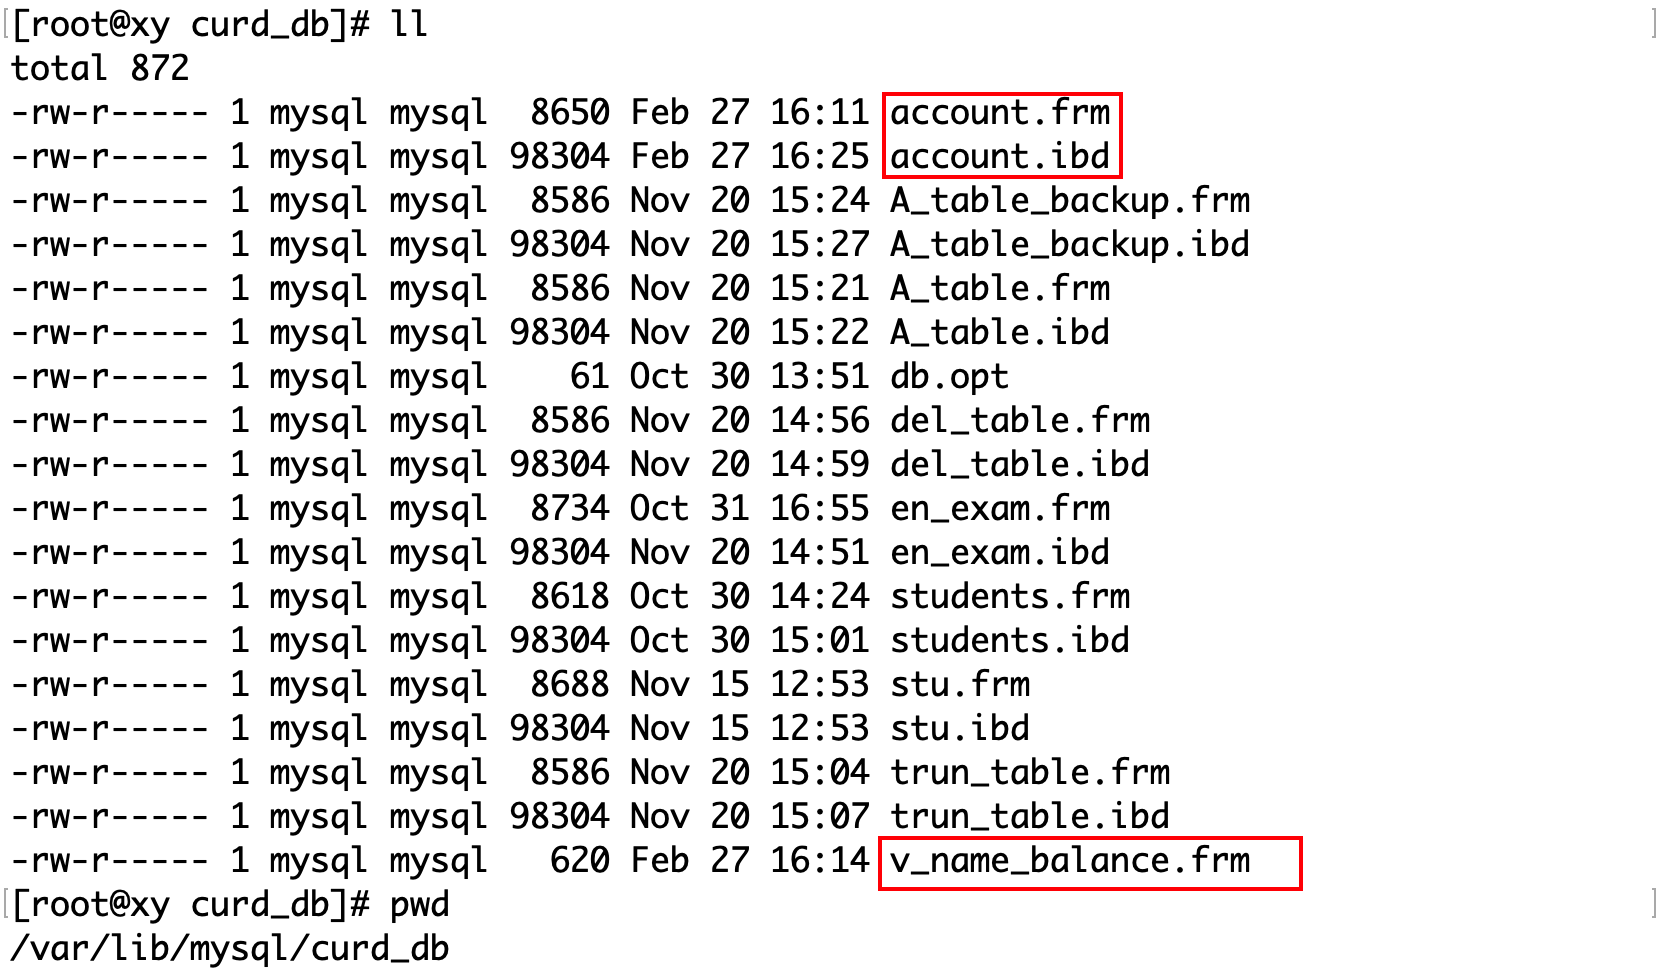 [root@xy curd_db]# ll
total 872
-rw-r----- 1 mysql mysql  8650 Feb 27 16:11 account.frm
-rw-r----- 1 mysql mysql 98304 Feb 27 16:25 account.ibd
-rw-r----- 1 mysql mysql  8586 Nov 20 15:24 A_table_backup.frm
-rw-r----- 1 mysql mysql 98304 Nov 20 15:27 A_table_backup.ibd
-rw-r----- 1 mysql mysql  8586 Nov 20 15:21 A_table.frm
-rw-r----- 1 mysql mysql 98304 Nov 20 15:22 A_table.ibd
-rw-r----- 1 mysql mysql    61 Oct 30 13:51 db.opt
-rw-r----- 1 mysql mysql  8586 Nov 20 14:56 del_table.frm
-rw-r----- 1 mysql mysql 98304 Nov 20 14:59 del_table.ibd
-rw-r----- 1 mysql mysql  8734 Oct 31 16:55 en_exam.frm
-rw-r----- 1 mysql mysql 98304 Nov 20 14:51 en_exam.ibd
-rw-r----- 1 mysql mysql  8618 Oct 30 14:24 students.frm
-rw-r----- 1 mysql mysql 98304 Oct 30 15:01 students.ibd
-rw-r----- 1 mysql mysql  8688 Nov 15 12:53 stu.frm
-rw-r----- 1 mysql mysql 98304 Nov 15 12:53 stu.ibd
-rw-r----- 1 mysql mysql  8586 Nov 20 15:04 trun_table.frm
-rw-r----- 1 mysql mysql 98304 Nov 20 15:07 trun_table.ibd
-rw-r----- 1 mysql mysql   620 Feb 27 16:14 v_name_balance.frm
[root@xy curd_db]# pwd
/var/lib/mysql/curd_db